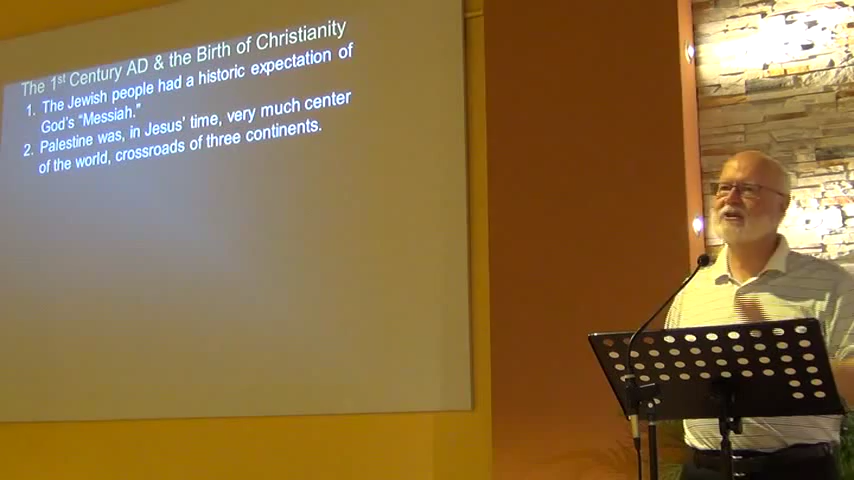 The 1st Century AD & the Birth of Christianity
1. The Jewish people had a historic expectation of
God's "Messiah."
2. Palestine was, in Jesus' time, very much center
of the world, crossroads of three continents.